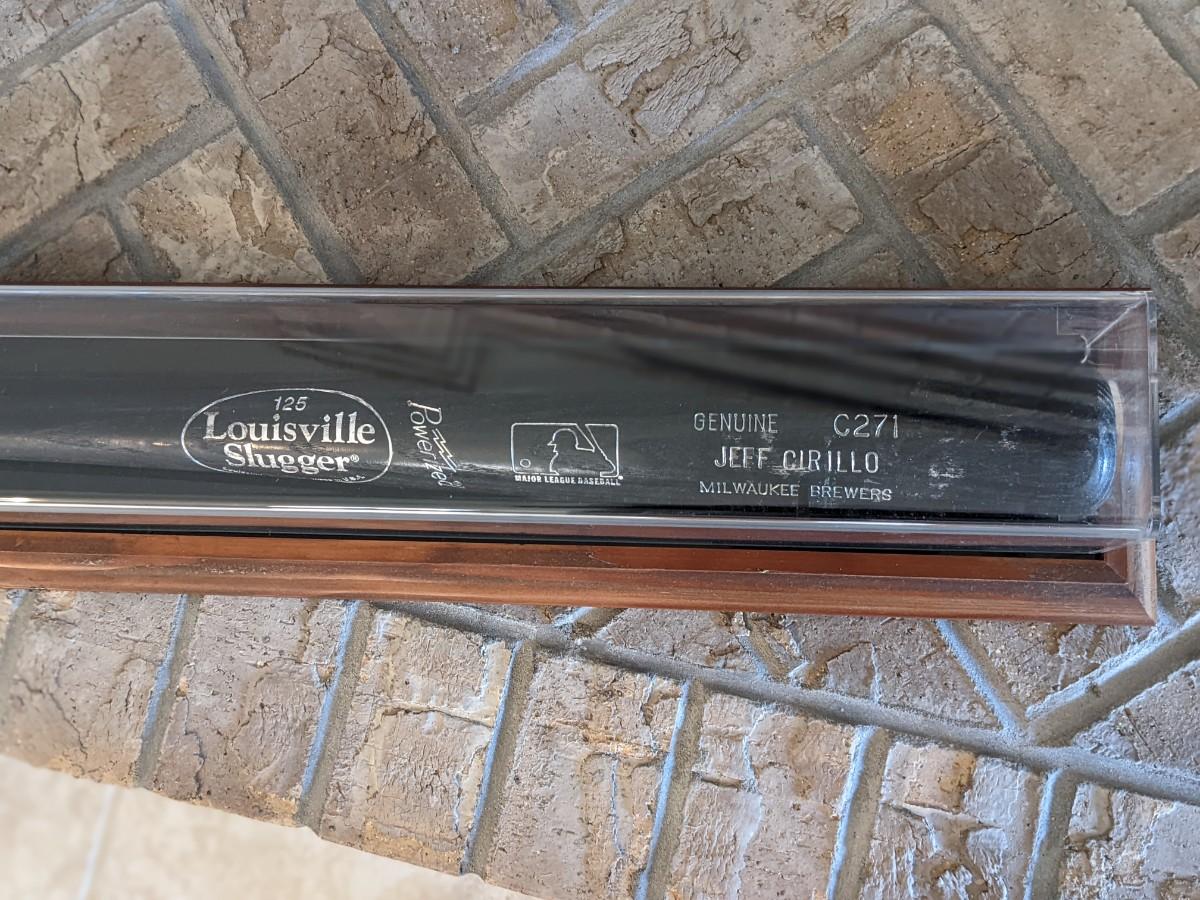 125
Louisville
Slugger®
U.S.A.
Powerized
MAJOR LEAGUE BASEBALL
GENUINE C271
JEFF CIRILLO
MILWAUKEE BREWERS